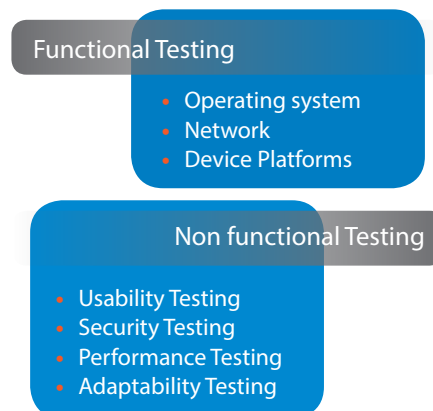 Functional Testing
• Operating system
• Network
• Device Platforms
Non functional Testing
• Usability Testing
• Security Testing
• Performance Testing
• Adaptability Testing